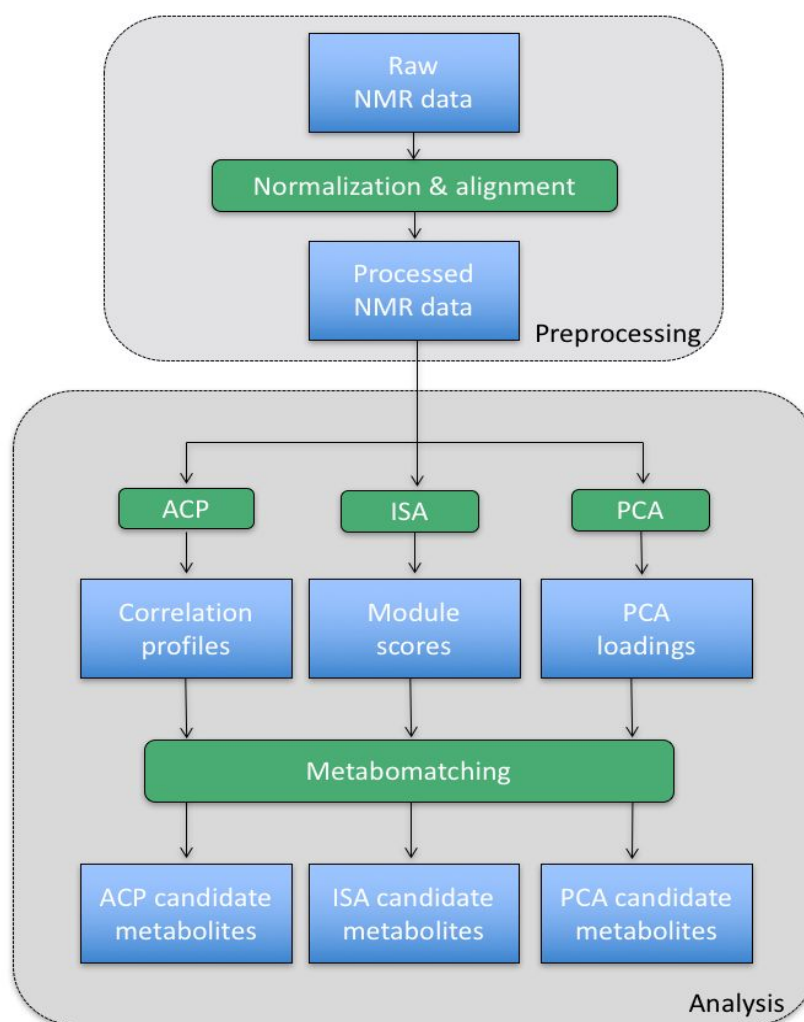 Raw
NMR data
Normalization & alignment
Processed
NMR data
Preprocessing
ACP
ISA
PCA
Correlation
profiles
Module
scores
PCA
loadings
Metabomatching
ACP candidate
metabolites
ISA candidate
metabolites
PCA candidate
metabolites
Analysis